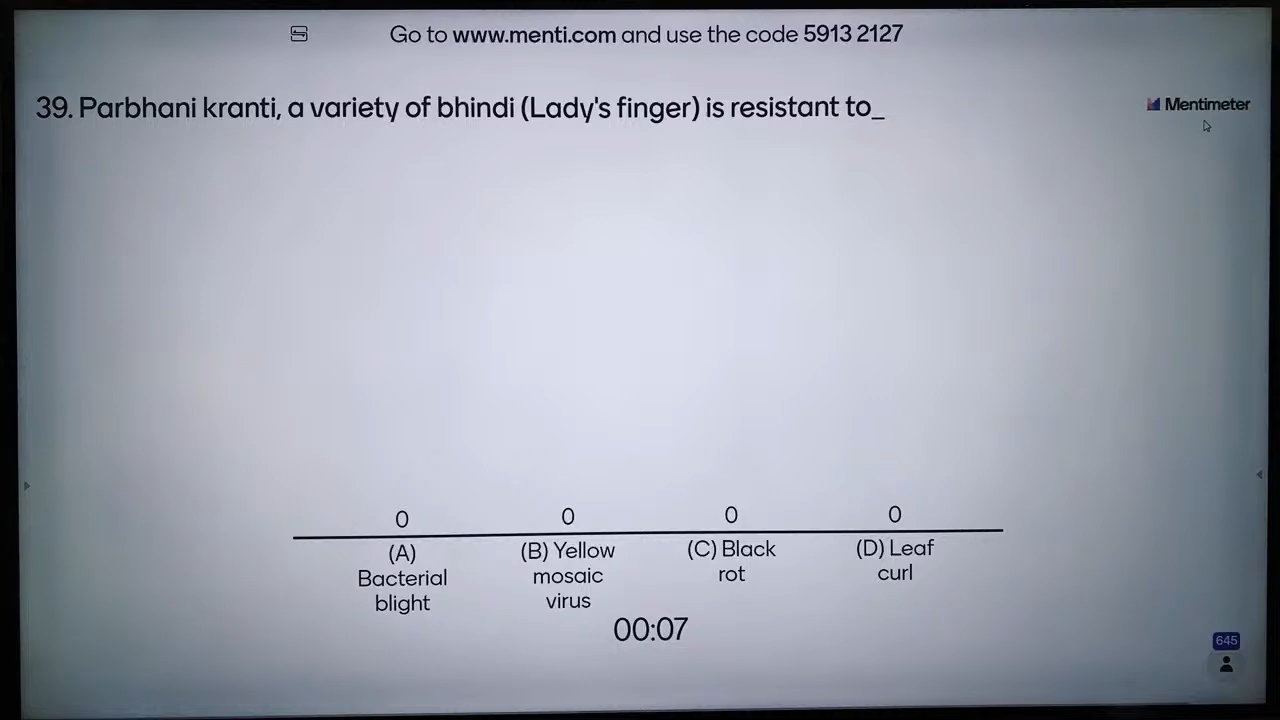 Go to www.menti.com and use the code 5913 2127
39. Parbhani kranti, a variety of bhindi (Lady's finger) is resistant to_
Mentimeter
0 0 0 0
(A) Bacterial blight
(B) Yellow mosaic virus
(C) Black rot
(D) Leaf curl
00:07
645